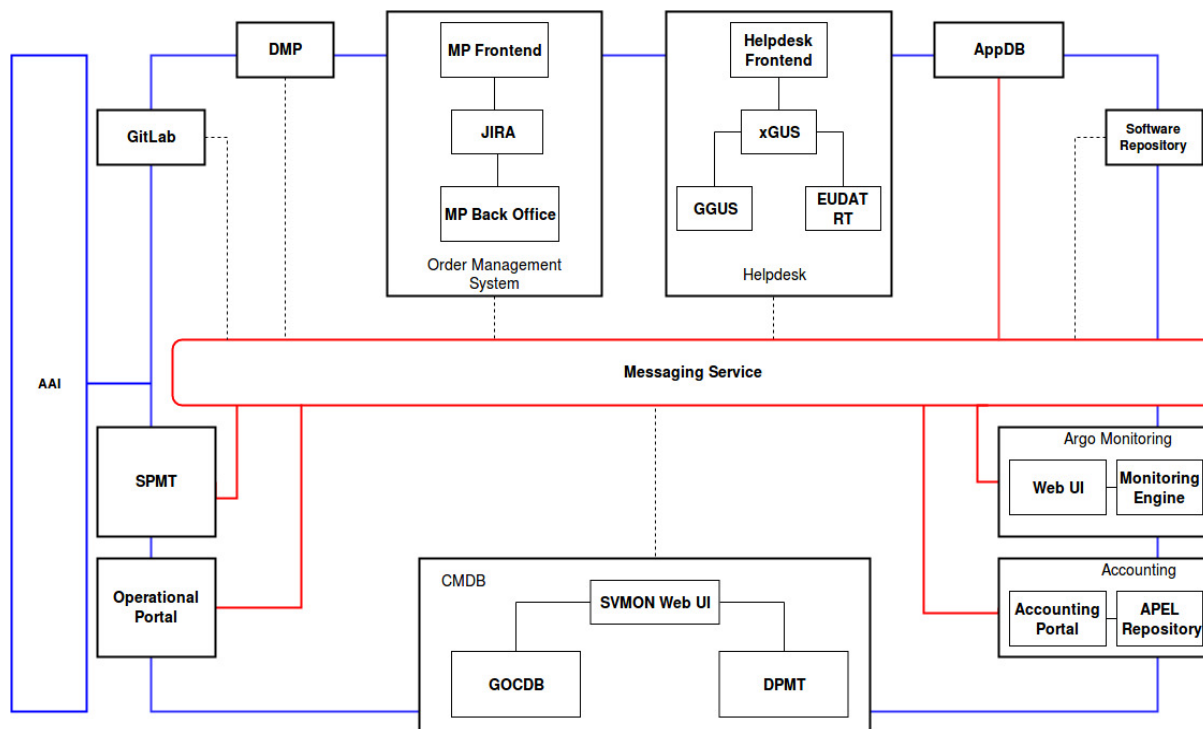 DMP
MP Frontend
Helpdesk
Frontend
AppDB
GitLab
JIRA
xGUS
Software
Repository
MP Back Office
GGUS
EUDAT
RT
Order Management
System
Helpdesk
AAI
Messaging Service
SPMT
Argo Monitoring
Web UI
Monitoring
Engine
Operational
Portal
CMDB
SVMON Web UI
GOCDB
DPMT
Accounting
Accounting
Portal
APEL
Repository